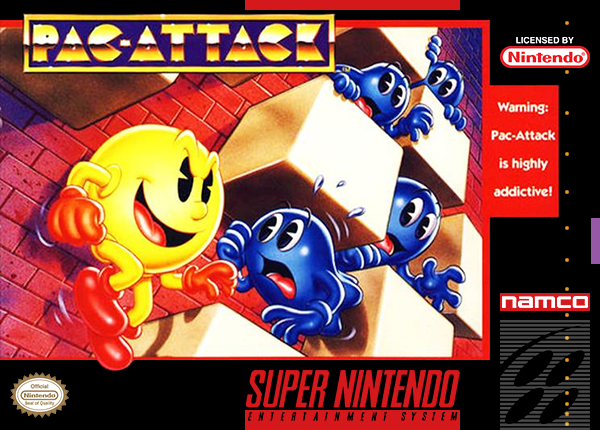 PAC-ATTACK
TM
LICENSED BY
Nintendo®
Warning:
Pac-Attack
is highly
addictive!
namco
Official
Nintendo
Seal of Quality
SUPER NINTENDO
ENTERTAINMENT SYSTEM